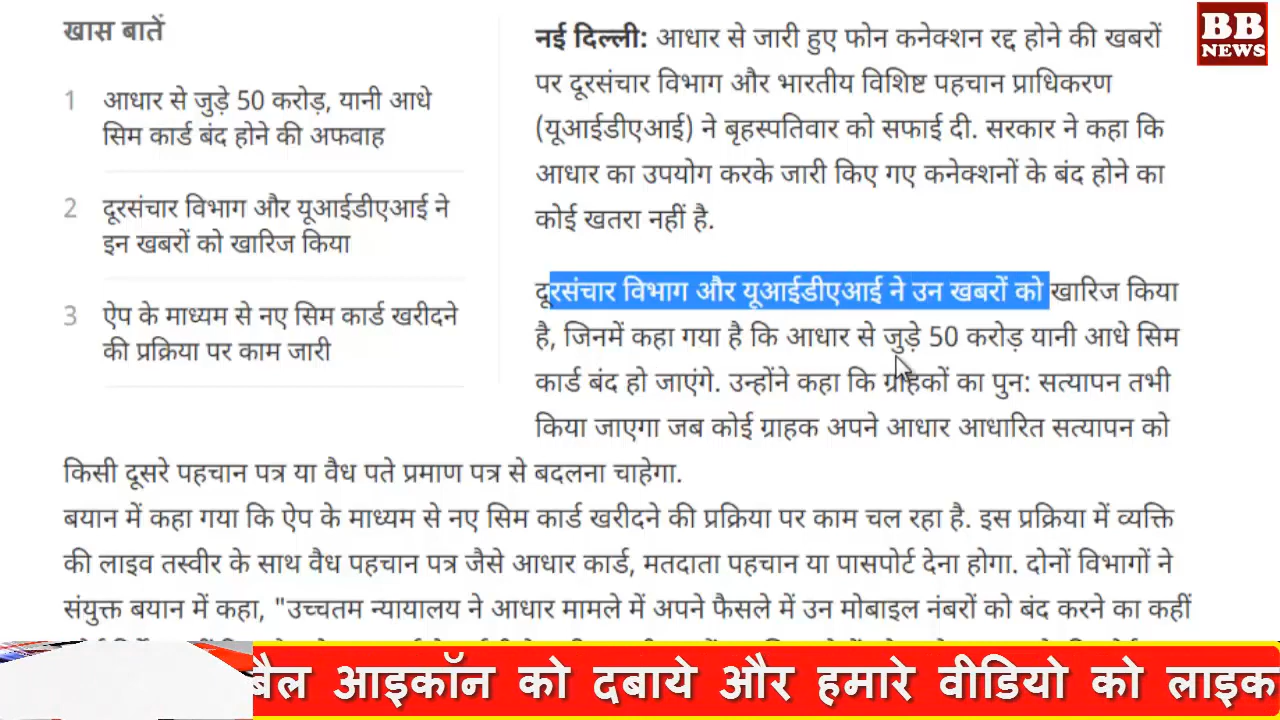 BB
NEWS
खास बातें
1 आधार से जुड़े 50 करोड़, यानी आधे
सिम कार्ड बंद होने की अफवाह
2 दूरसंचार विभाग और यूआईडीएआई ने
इन खबरों को खारिज किया
3 ऐप के माध्यम से नए सिम कार्ड खरीदने
की प्रक्रिया पर काम जारी
नई दिल्ली: आधार से जारी हुए फोन कनेक्शन रद्द होने की खबरों
पर दूरसंचार विभाग और भारतीय विशिष्ट पहचान प्राधिकरण
(यूआईडीएआई) ने बृहस्पतिवार को सफाई दी. सरकार ने कहा कि
आधार का उपयोग करके जारी किए गए कनेक्शनों के बंद होने का
कोई खतरा नहीं है.
दूरसंचार विभाग और यूआईडीएआई ने उन खबरों को खारिज किया
है, जिनमें कहा गया है कि आधार से जुड़े 50 करोड़ यानी आधे सिम
कार्ड बंद हो जाएंगे. उन्होंने कहा कि ग्राहकों का पुन: सत्यापन तभी
किया जाएगा जब कोई ग्राहक अपने आधार आधारित सत्यापन को
किसी दूसरे पहचान पत्र या वैध पते प्रमाण पत्र से बदलना चाहेगा.
बयान में कहा गया कि ऐप के माध्यम से नए सिम कार्ड खरीदने की प्रक्रिया पर काम चल रहा है. इस प्रक्रिया में व्यक्ति
की लाइव तस्वीर के साथ वैध पहचान पत्र जैसे आधार कार्ड, मतदाता पहचान या पासपोर्ट देना होगा. दोनों विभागों ने
संयुक्त बयान में कहा, "उच्चतम न्यायालय ने आधार मामले में अपने फैसले में उन मोबाइल नंबरों को बंद करने का कहीं
बैल आइकॉन को दबाये और हमारे वीडियो को लाइक